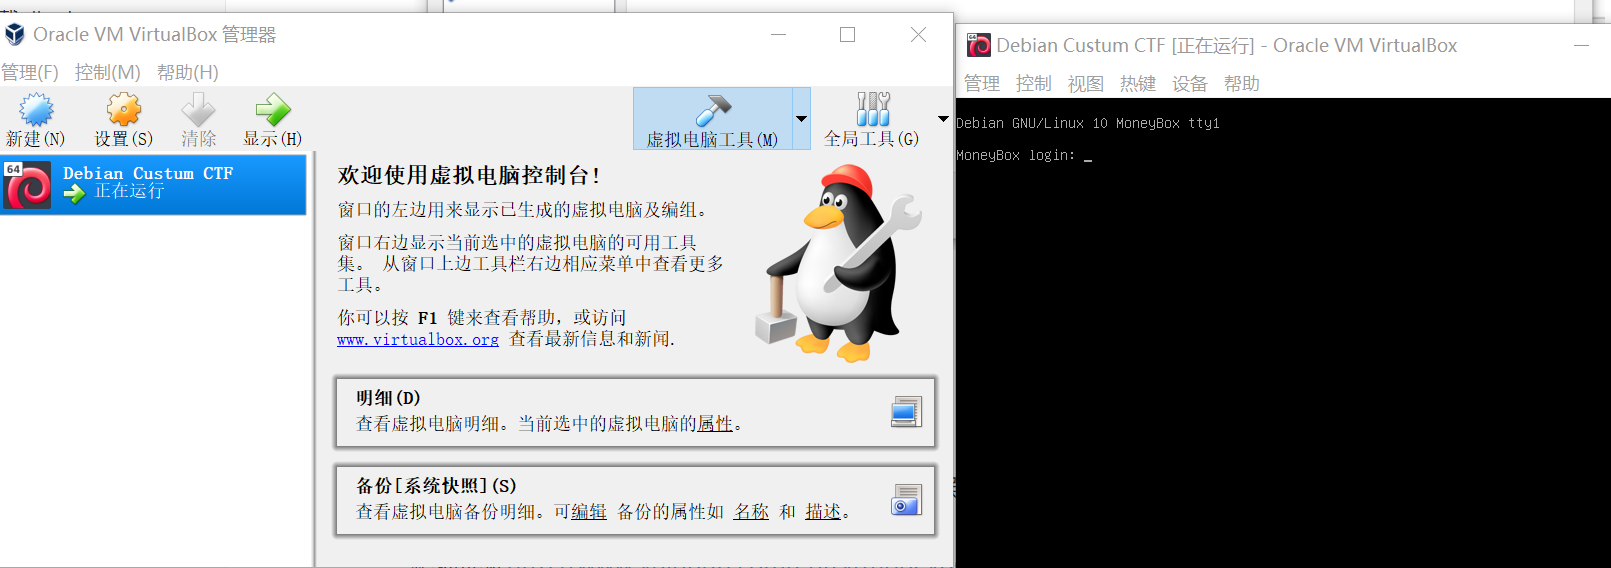 Oracle VM VirtualBox 管理器
管理(F) 控制(M) 帮助(H)
新建(N) 设置(S) 清除 显示(H) 虚拟电脑工具(M) 全局工具(G)
64
Debian Custum CTF
正在运行
欢迎使用虚拟电脑控制台!
窗口的左边用来显示已生成的虚拟电脑及编组。
窗口右边显示当前选中的虚拟电脑的可用工具
集。 从窗口上边工具栏右边相应菜单中查看更多
工具。
你可以按 F1 键来查看帮助, 或访问
www.virtualbox.org 查看最新信息和新闻.
明细(D)
查看虚拟电脑明细。当前选中的虚拟电脑的属性。
备份[系统快照](S)
查看虚拟电脑备份明细。可编辑 备份的属性如 名称 和 描述。
64
Debian Custum CTF [正在运行] - Oracle VM VirtualBox
管理 控制 视图 热键 设备 帮助
Debian GNU/Linux 10 MoneyBox tty1
MoneyBox login: _